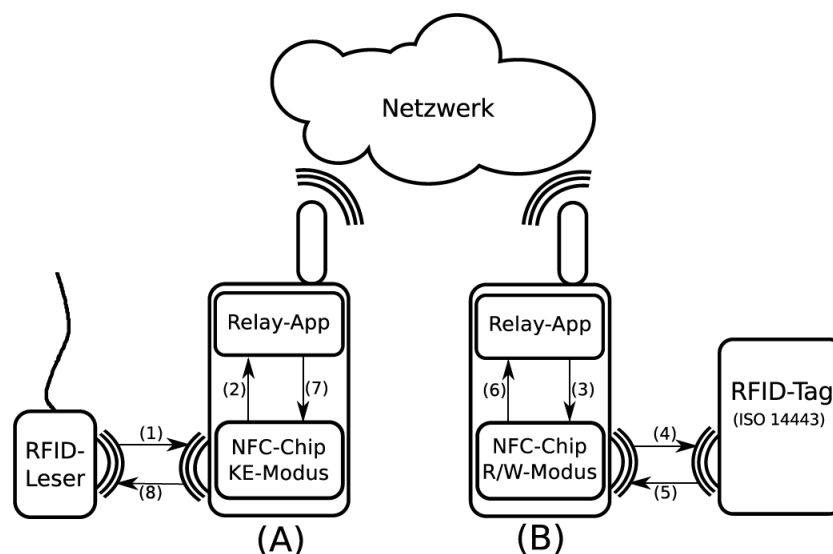 Netzwerk
Relay-App
Relay-App
(2)
(7)
(6)
(3)
RFID-Tag
(ISO 14443)
RFID-
Leser
(1)
(8)
NFC-Chip
KE-Modus
NFC-Chip
R/W-Modus
(4)
(5)
(A)
(B)